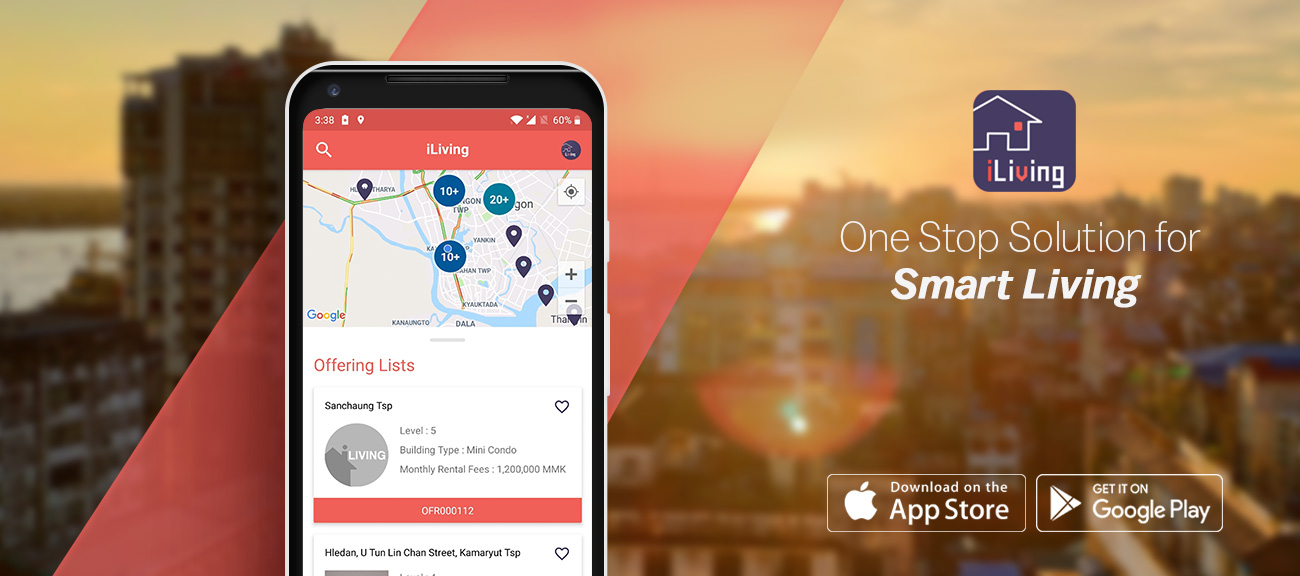 3:38
60%
iLiving
10+
20+
YANKIN
10+
KYAUKTADA
Google
KANAUNGTO
DALA
Offering Lists
Sanchaung Tsp
Level : 5
Building Type : Mini Condo
Monthly Rental Fees : 1,200,000 MMK
LIVING
OFR000112
Hledan, U Tun Lin Chan Street, Kamaryut Tsp
iLiving
One Stop Solution for
Smart Living
Download on the
App Store
GET IT ON
Google Play